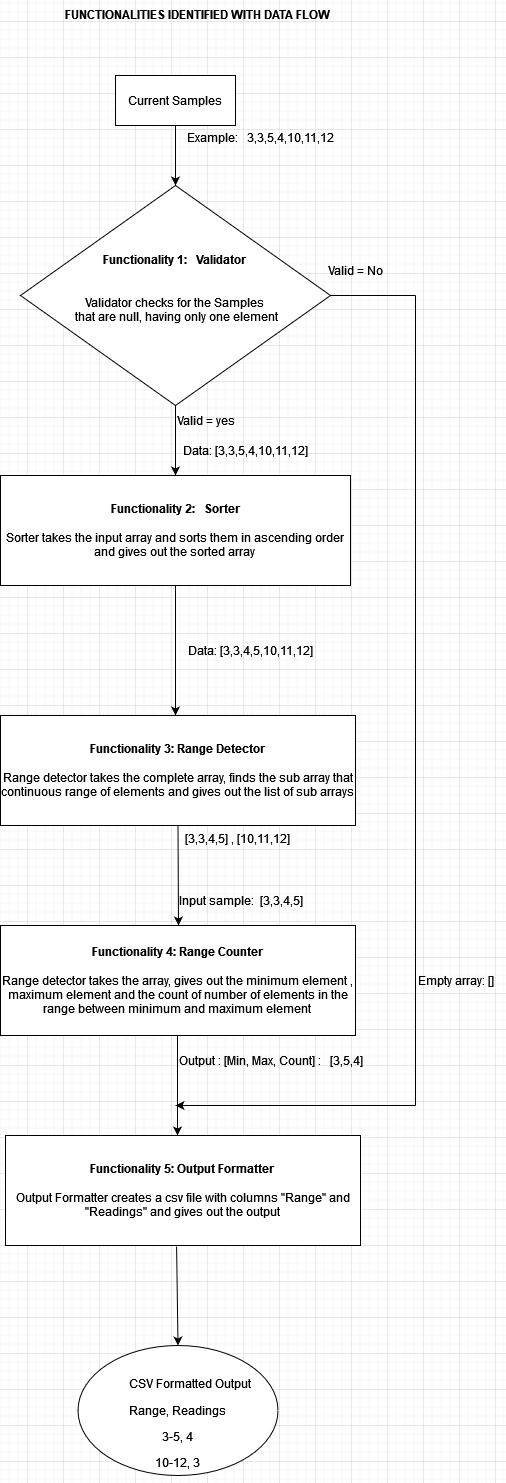 FUNCTIONALITIES IDENTIFIED WITH DATA FLOW
Current Samples
Example: 3,3,5,4,10,11,12
Functionality 1: Validator
Validator checks for the Samples
that are null, having only one element
Valid = No
Valid = yes
Data: [3,3,5,4,10,11,12]
Functionality 2: Sorter
Sorter takes the input array and sorts them in ascending order
and gives out the sorted array
Data: [3,3,4,5,10,11,12]
Functionality 3: Range Detector
Range detector takes the complete array, finds the sub array that
continuous range of elements and gives out the list of sub arrays
[3,3,4,5] , [10,11,12]
Input sample: [3,3,4,5]
Functionality 4: Range Counter
Range detector takes the array, gives out the minimum element ,
maximum element and the count of number of elements in the
range between minimum and maximum element
Empty array: []
Output : [Min, Max, Count] : [3,5,4]
Functionality 5: Output Formatter
Output Formatter creates a csv file with columns "Range" and
"Readings" and gives out the output
CSV Formatted Output
Range, Readings
3-5, 4
10-12, 3